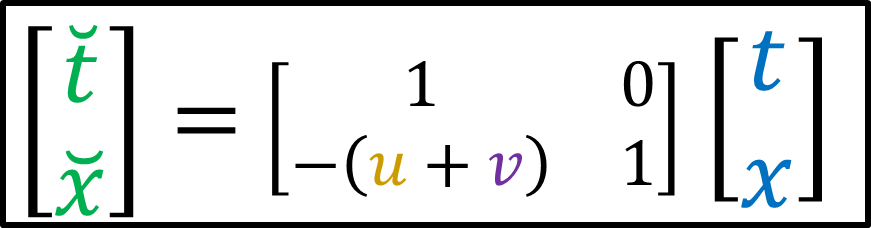 [t̆ x̆] = [1 0 −(u + v) 1] [t x]